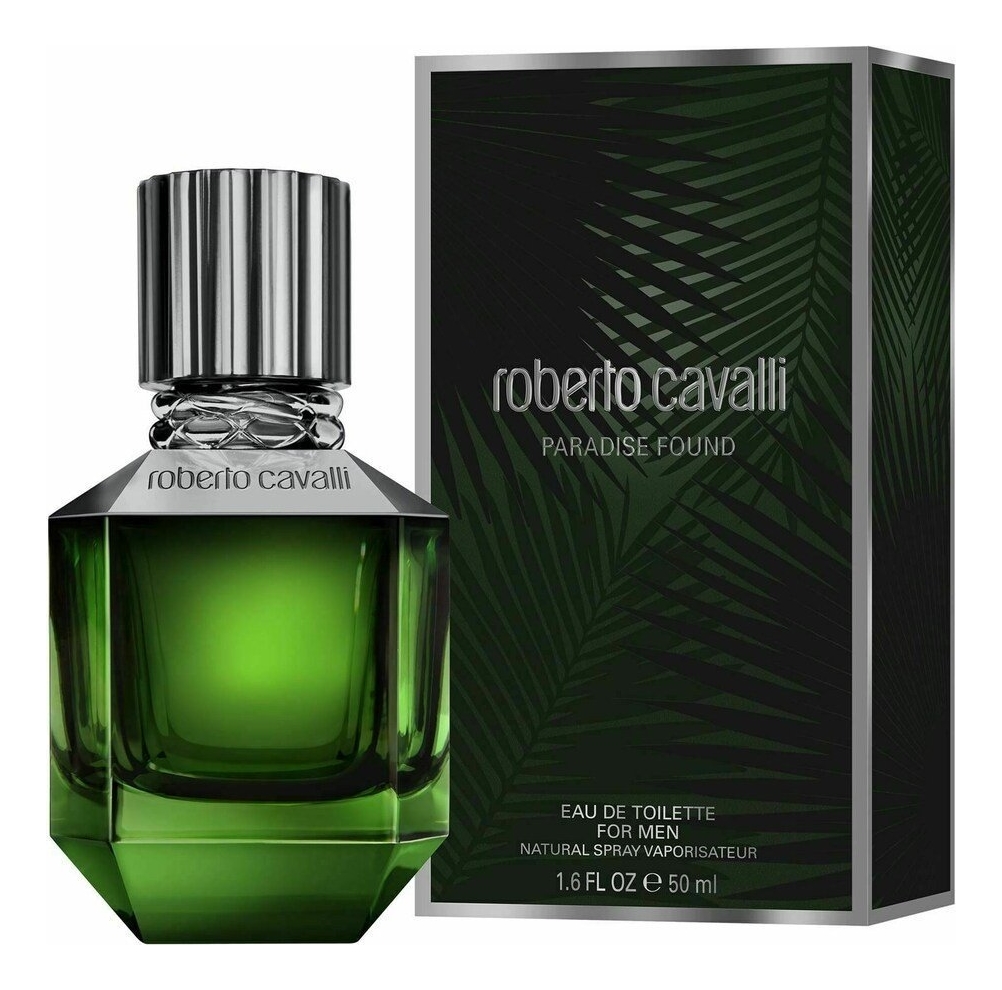 roberto cavalli
roberto cavalli
PARADISE FOUND
EAU DE TOILETTE
FOR MEN
NATURAL SPRAY VAPORISATEUR
1.6 FL OZ ℮ 50 ml